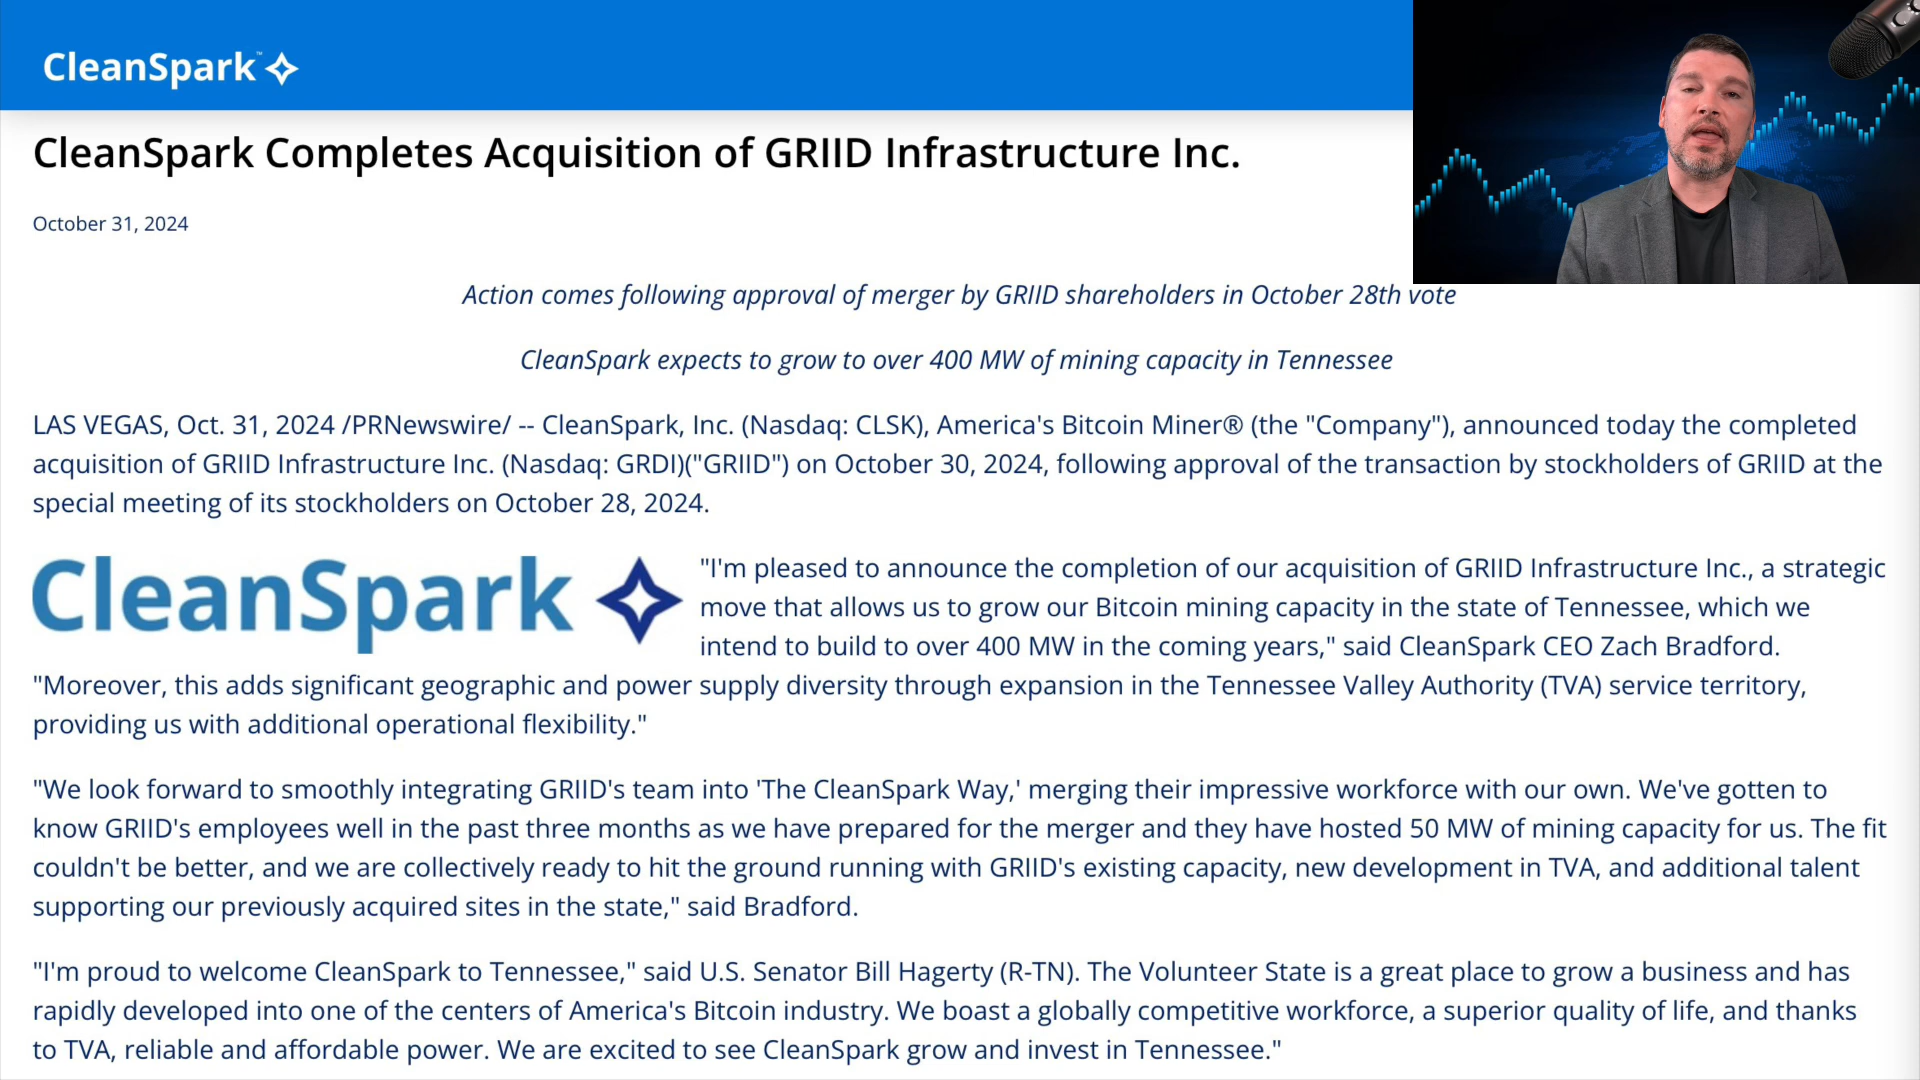 CleanSpark™
CleanSpark Completes Acquisition of GRIID Infrastructure Inc.
October 31, 2024
Action comes following approval of merger by GRIID shareholders in October 28th vote
CleanSpark expects to grow to over 400 MW of mining capacity in Tennessee
LAS VEGAS, Oct. 31, 2024 /PRNewswire/ -- CleanSpark, Inc. (Nasdaq: CLSK), America's Bitcoin Miner® (the "Company"), announced today the completed
acquisition of GRIID Infrastructure Inc. (Nasdaq: GRDI)("GRIID") on October 30, 2024, following approval of the transaction by stockholders of GRIID at the
special meeting of its stockholders on October 28, 2024.
CleanSpark
"I'm pleased to announce the completion of our acquisition of GRIID Infrastructure Inc., a strategic
move that allows us to grow our Bitcoin mining capacity in the state of Tennessee, which we
intend to build to over 400 MW in the coming years," said CleanSpark CEO Zach Bradford.
"Moreover, this adds significant geographic and power supply diversity through expansion in the Tennessee Valley Authority (TVA) service territory,
providing us with additional operational flexibility."
"We look forward to smoothly integrating GRIID's team into 'The CleanSpark Way,' merging their impressive workforce with our own. We've gotten to
know GRIID's employees well in the past three months as we have prepared for the merger and they have hosted 50 MW of mining capacity for us. The fit
couldn't be better, and we are collectively ready to hit the ground running with GRIID's existing capacity, new development in TVA, and additional talent
supporting our previously acquired sites in the state," said Bradford.
"I'm proud to welcome CleanSpark to Tennessee," said U.S. Senator Bill Hagerty (R-TN). The Volunteer State is a great place to grow a business and has
rapidly developed into one of the centers of America's Bitcoin industry. We boast a globally competitive workforce, a superior quality of life, and thanks
to TVA, reliable and affordable power. We are excited to see CleanSpark grow and invest in Tennessee."